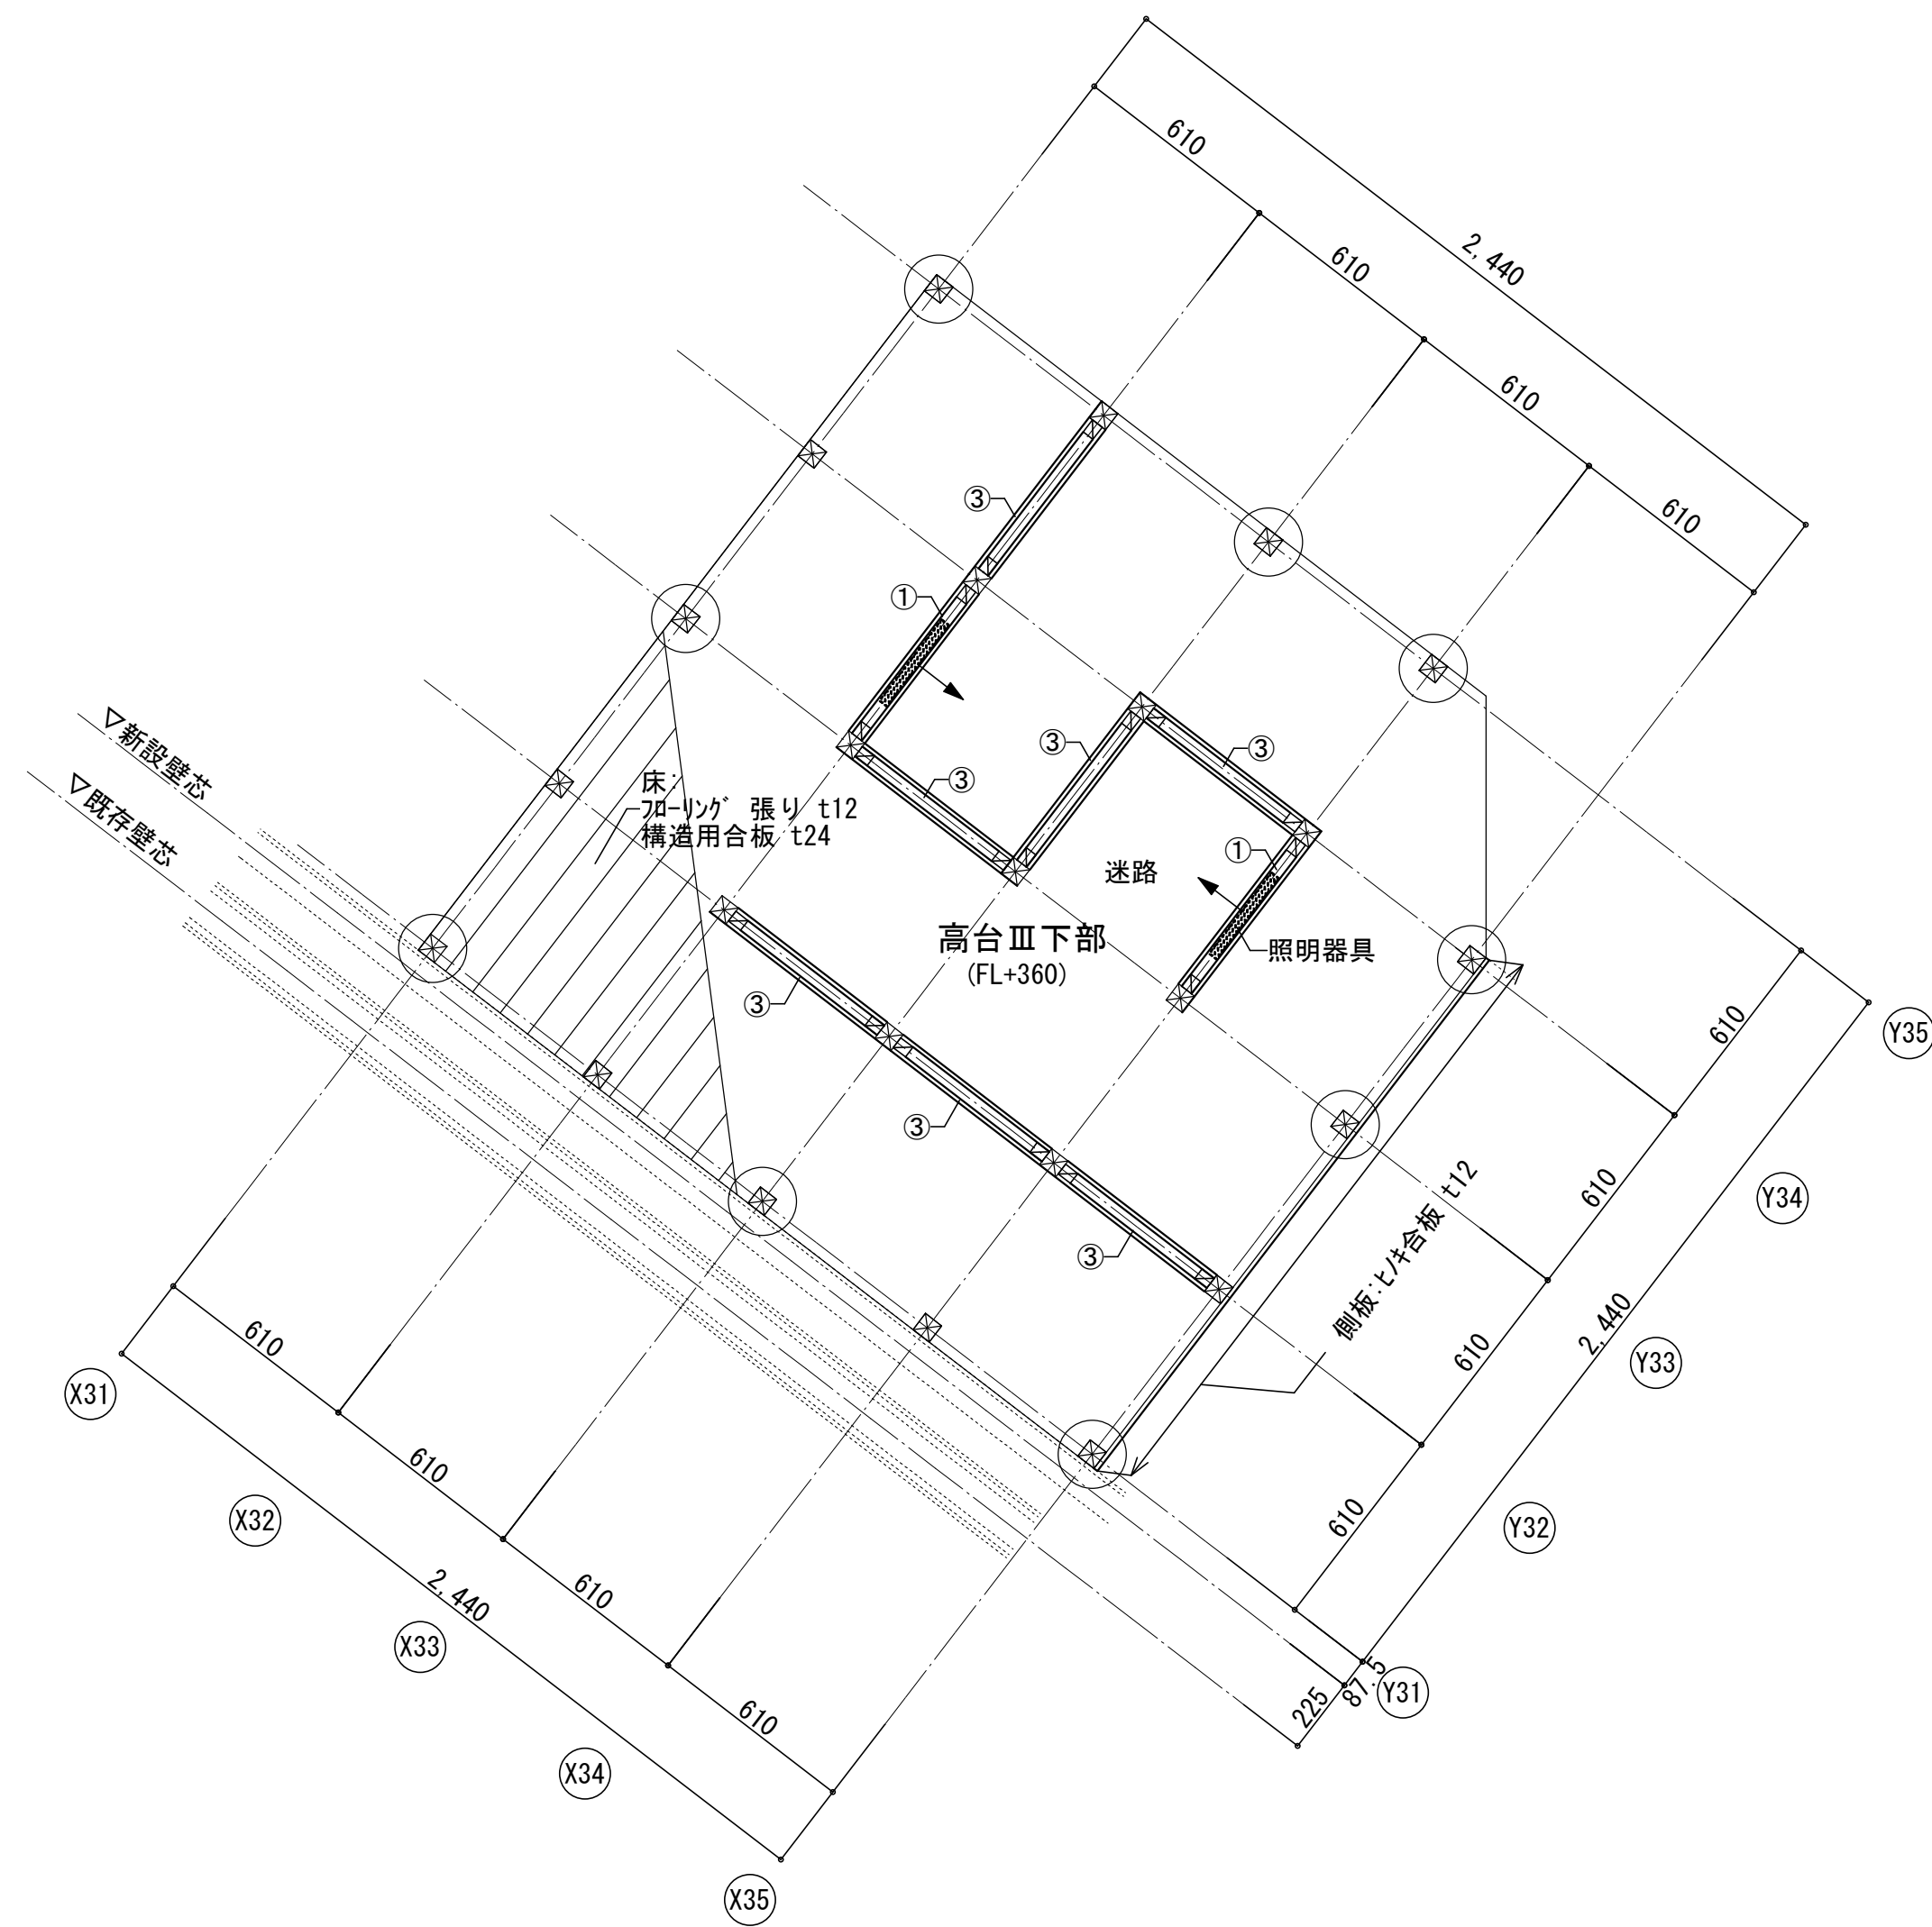 610
610
610
610
2,440
③
①
③
③
③
①
迷路
高台Ⅲ下部
(FL+360)
照明器具
床:
フローリング 張り t12
構造用合板 t24
▽新設壁芯
▽既存壁芯
③
③
③
側板:ヒノキ合板 t12
610
610
610
610
2,440
225
87.5
Y35
Y34
Y33
Y32
Y31
610
610
610
610
2,440
X31
X32
X33
X34
X35